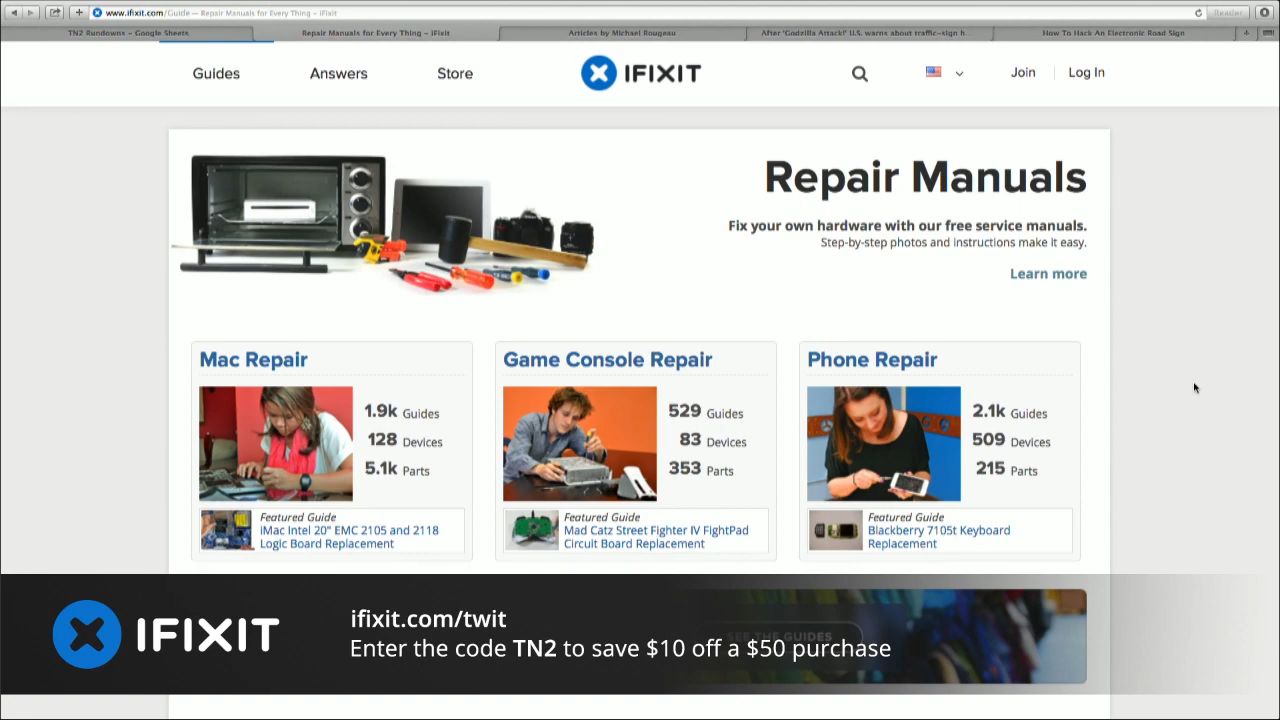 www.ifixit.com/Guide — Repair Manuals for Every Thing – iFixit
Reader
TN2 Rundowns – Google Sheets
Repair Manuals for Every Thing – iFixit
Articles by Michael Rougeau
After 'Godzilla Attack!' U.S. warns about traffic–sign h...
How To Hack An Electronic Road Sign
Guides
Answers
Store
IFIXIT
Join
Log In
Repair Manuals
Fix your own hardware with our free service manuals.
Step-by-step photos and instructions make it easy.
Learn more
Mac Repair
1.9k Guides
128 Devices
5.1k Parts
Featured Guide
iMac Intel 20" EMC 2105 and 2118
Logic Board Replacement
Game Console Repair
529 Guides
83 Devices
353 Parts
Featured Guide
Mad Catz Street Fighter IV FightPad
Circuit Board Replacement
Phone Repair
2.1k Guides
509 Devices
215 Parts
Featured Guide
Blackberry 7105t Keyboard
Replacement
IFIXIT
ifixit.com/twit
SEE THE GUIDES
Enter the code TN2 to save $10 off a $50 purchase